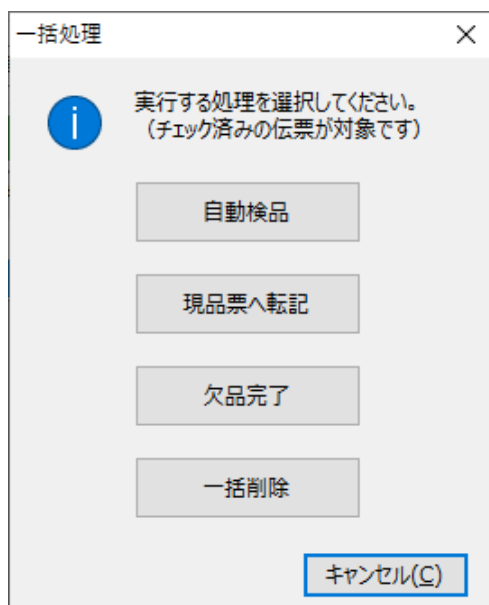 一括処理
実行する処理を選択してください。
（チェック済みの伝票が対象です）
自動検品
現品票へ転記
欠品完了
一括削除
キャンセル(C)